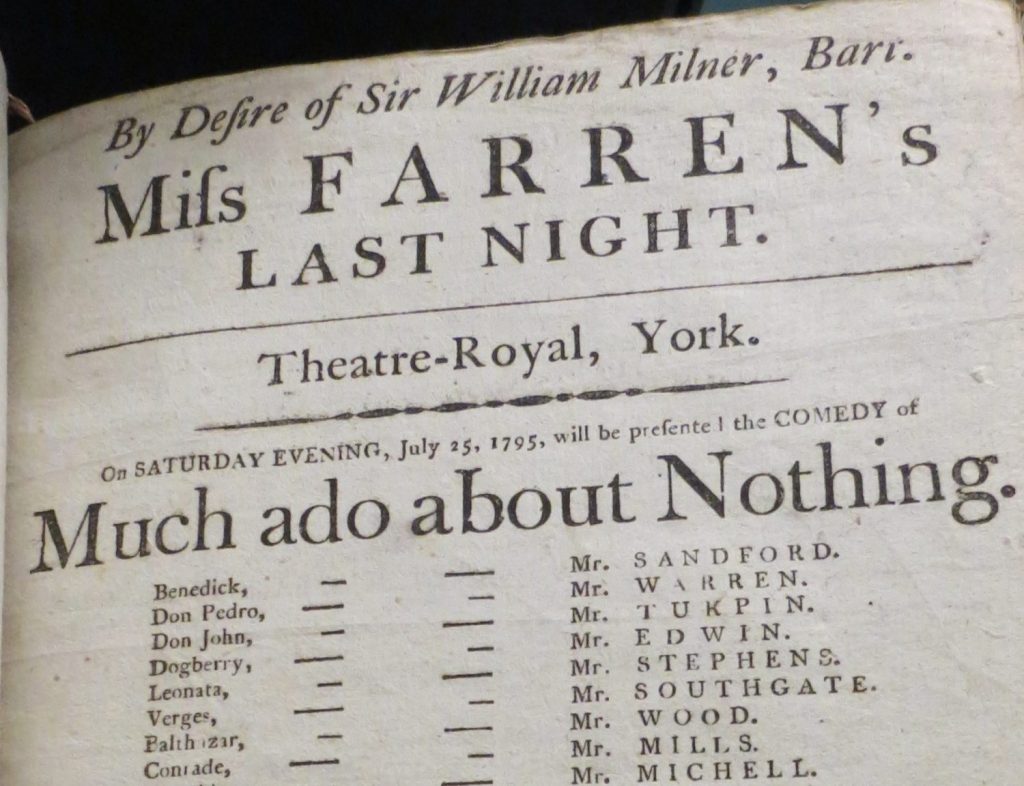 By Deſire of Sir William Milner, Bart.
Miſs FARREN's
LAST NIGHT.
Theatre-Royal, York.
On SATURDAY EVENING, July 25, 1795, will be preſented the COMEDY of
Much ado about Nothing.
Benedick, — — Mr. SANDFORD.
Don Pedro, — — Mr. WARREN.
Don John, — — Mr. TUKPIN.
Dogberry, — — Mr. EDWIN.
Leonata, — — Mr. STEPHENS.
Verges, — — Mr. SOUTHGATE.
Balthazar, — — Mr. WOOD.
Conrade, — — Mr. MILLS.
Mr. MICHELL.